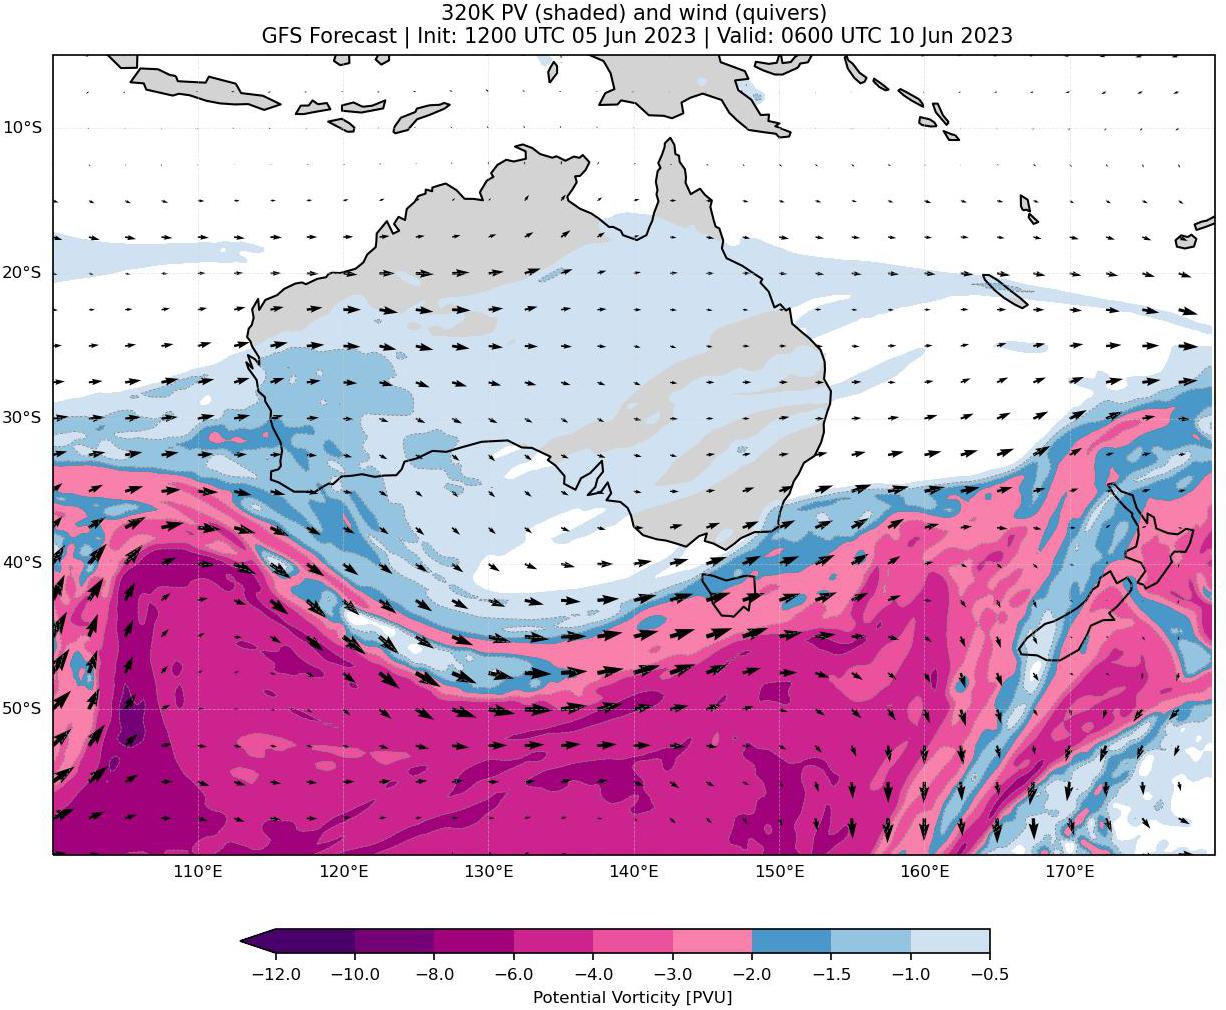 320K PV (shaded) and wind (quivers)
GFS Forecast | Init: 1200 UTC 05 Jun 2023 | Valid: 0600 UTC 10 Jun 2023
10°S
20°S
30°S
40°S
50°S
110°E 120°E 130°E 140°E 150°E 160°E 170°E
−12.0 −10.0 −8.0 −6.0 −4.0 −3.0 −2.0 −1.5 −1.0 −0.5
Potential Vorticity [PVU]